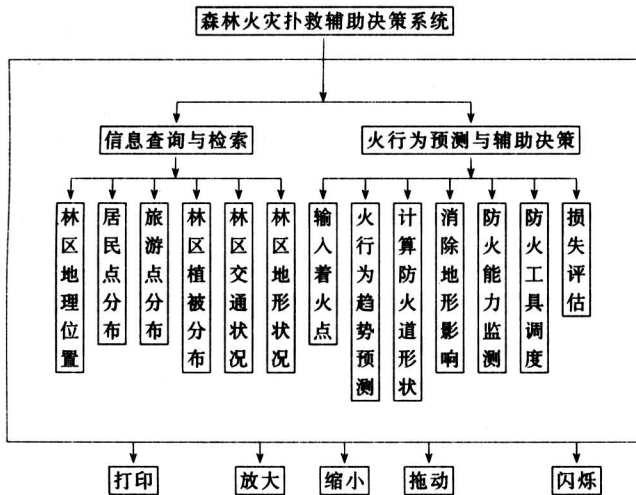 森林火灾扑救辅助决策系统
信息查询与检索
火行为预测与辅助决策
林区地理位置
居民点分布
旅游点分布
林区植被分布
林区交通状况
林区地形状况
输入着火点
火行为趋势预测
计算防火道形状
消除地形影响
防火能力监测
防火工具调度
损失评估
打印
放大
缩小
拖动
闪烁